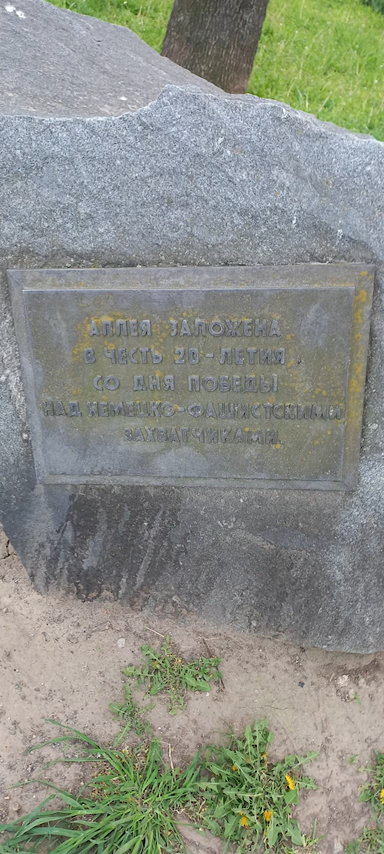 АЛЛЕЯ ЗАЛОЖЕНА
В ЧЕСТЬ 20-ЛЕТИЯ
СО ДНЯ ПОБЕДЫ
НАД НЕМЕЦКО-ФАШИСТСКИМИ
ЗАХВАТЧИКАМИ.